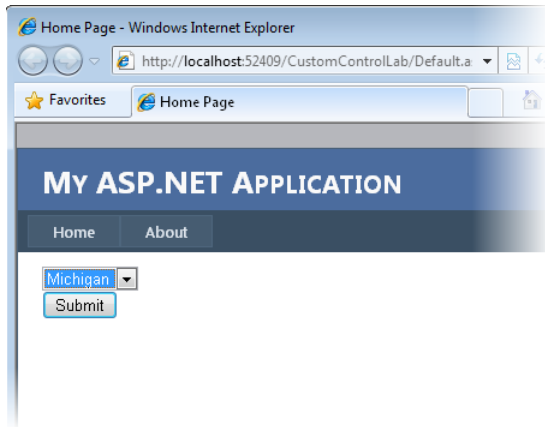 Home Page - Windows Internet Explorer
http://localhost:52409/CustomControlLab/Default.a
Favorites
Home Page
MY ASP.NET APPLICATION
Home
About
Michigan
Submit